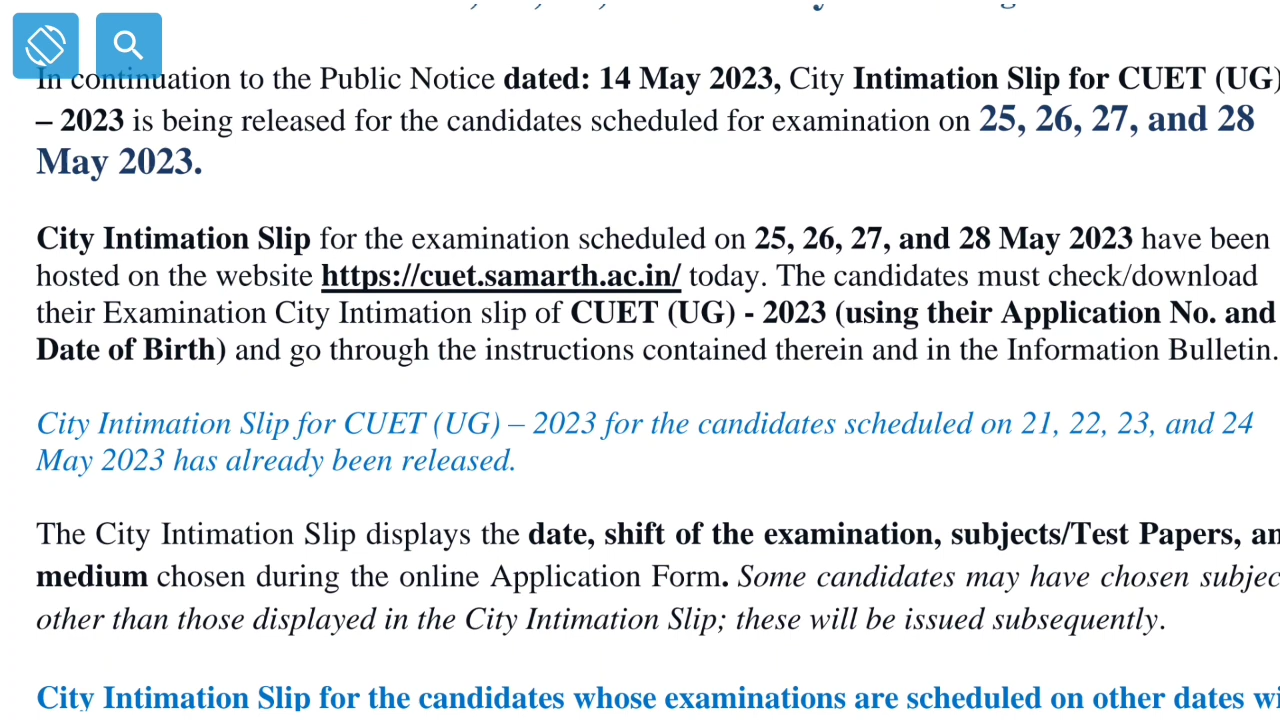 In continuation to the Public Notice dated: 14 May 2023, City Intimation Slip for CUET (UG)
– 2023 is being released for the candidates scheduled for examination on 25, 26, 27, and 28
May 2023.
City Intimation Slip for the examination scheduled on 25, 26, 27, and 28 May 2023 have been
hosted on the website https://cuet.samarth.ac.in/ today. The candidates must check/download
their Examination City Intimation slip of CUET (UG) - 2023 (using their Application No. and
Date of Birth) and go through the instructions contained therein and in the Information Bulletin.
City Intimation Slip for CUET (UG) – 2023 for the candidates scheduled on 21, 22, 23, and 24
May 2023 has already been released.
The City Intimation Slip displays the date, shift of the examination, subjects/Test Papers, an
medium chosen during the online Application Form. Some candidates may have chosen subjec
other than those displayed in the City Intimation Slip; these will be issued subsequently.
City Intimation Slip for the candidates whose examinations are scheduled on other dates wi